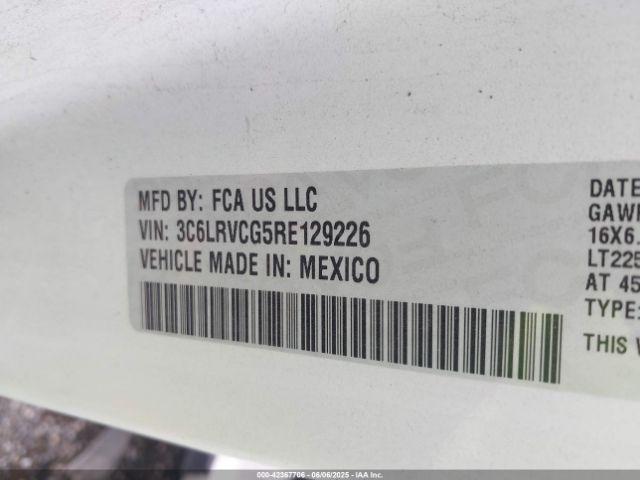 MFD BY: FCA US LLC
VIN: 3C6LRVCG5RE129226
VEHICLE MADE IN: MEXICO
DATE
GAWR
16X6.
LT225
AT 45
TYPE:
THIS V
000-42367706 - 06/06/2025 - IAA Inc.